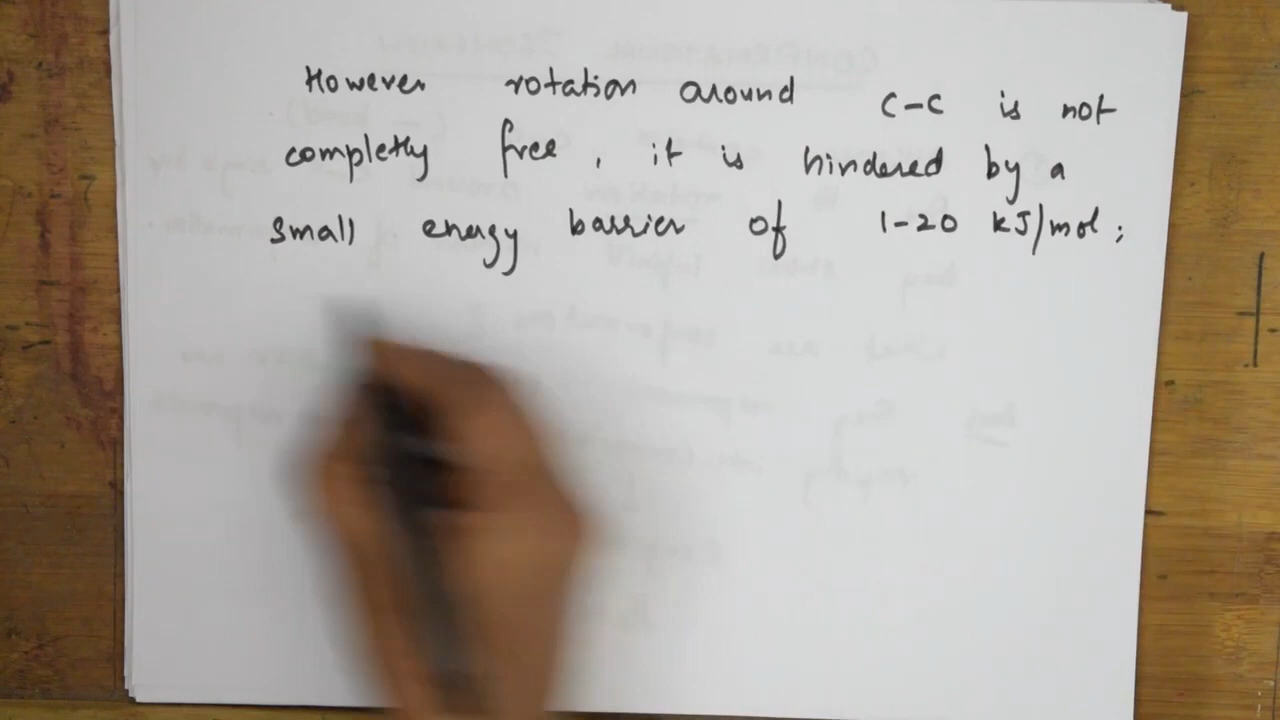 However rotation around C-C is not
completly free, it is hindered by a
small energy barrier of 1-20 kJ/mol;